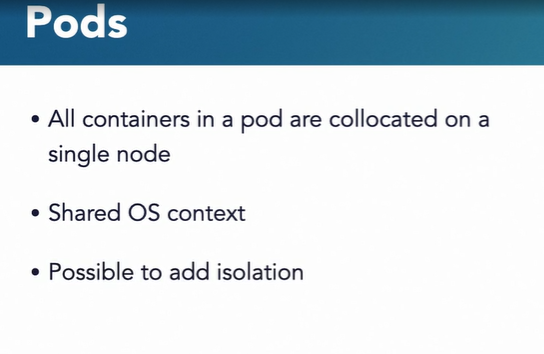 Pods
• All containers in a pod are collocated on a
single node
• Shared OS context
• Possible to add isolation